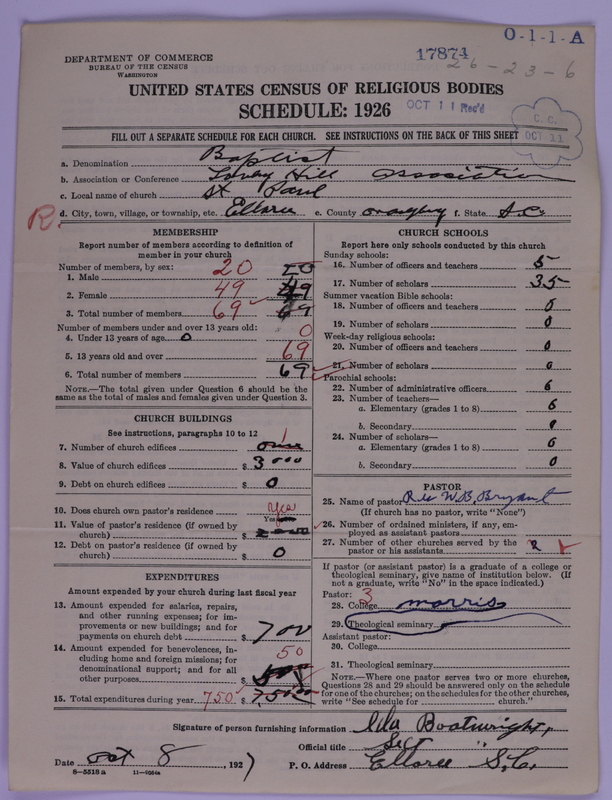 O-1-1-A
17874
26-23-6
DEPARTMENT OF COMMERCE
BUREAU OF THE CENSUS
WASHINGTON
UNITED STATES CENSUS OF RELIGIOUS BODIES
SCHEDULE: 1926
OCT 11 Rec'd
C. C.
OCT 11
FILL OUT A SEPARATE SCHEDULE FOR EACH CHURCH. SEE INSTRUCTIONS ON THE BACK OF THIS SHEET
a. Denomination Baptist
b. Association or Conference Hill association
c. Local name of church St Paul
R. d. City, town, village, or township, etc. Elloree e. County f. State S.C.
MEMBERSHIP
Report number of members according to definition of
member in your church
Number of members, by sex:
1. Male 20 20
2. Female 49 49
3. Total number of members 69 69
Number of members under and over 13 years old:
4. Under 13 years of age 0 0
5. 13 years old and over 69
6. Total number of members 69
NOTE.—The total given under Question 6 should be the
same as the total of males and females given under Question 3.
CHURCH BUILDINGS
See instructions, paragraphs 10 to 12
7. Number of church edifices 1
8. Value of church edifices $ 3000
9. Debt on church edifices $ 0
10. Does church own pastor's residence? yes
Yes
11. Value of pastor's residence (if owned by
church) $
12. Debt on pastor's residence (if owned by
church) $ 0
EXPENDITURES
Amount expended by your church during last fiscal year
13. Amount expended for salaries, repairs,
and other running expenses; for im-
provements or new buildings; and for
payments on church debt $ 700
14. Amount expended for benevolences, in-
cluding home and foreign missions; for
denominational support; and for all
other purposes $ 50
15. Total expenditures during year 750 $ 750.00
CHURCH SCHOOLS
Report here only schools conducted by this church
Sunday schools:
16. Number of officers and teachers 5
17. Number of scholars 35
Summer vacation Bible schools:
18. Number of officers and teachers 0
19. Number of scholars 0
Week-day religious schools:
20. Number of officers and teachers 0
21. Number of scholars 0
Parochial schools:
22. Number of administrative officers 0
23. Number of teachers—
a. Elementary (grades 1 to 8) 0
b. Secondary 0
24. Number of scholars—
a. Elementary (grades 1 to 8) 0
b. Secondary 0
PASTOR
25. Name of pastor Rev W.B. Bryant
(If church has no pastor, write "None")
26. Number of ordained ministers, if any, em-
ployed as assistant pastors
27. Number of other churches served by the
pastor or his assistants 2
If pastor (or assistant pastor) is a graduate of a college or
theological seminary, give name of institution below. (If
not a graduate, write "No" in the space indicated.)
Pastor: 3
28. College morris
29. Theological seminary
Assistant pastor:
30. College
31. Theological seminary
NOTE.—Where one pastor serves two or more churches,
Questions 28 and 29 should be answered only on the schedule
for one of the churches; on the schedules for the other churches,
write "See schedule for church."
Signature of person furnishing information Boatwright,
Official title Sect
Date Oct 8, 1927 P. O. Address Elloree S.C.
8-5518a 11-9504a